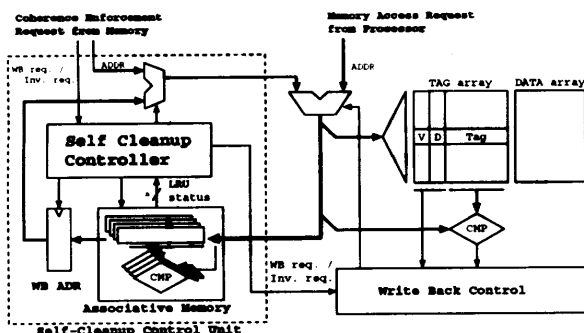 Coherence Enforcement
Request from Memory
Memory Access Request
from Prosessor
ADDR
ADDR
WB req. /
Inv. req.
TAG array
DATA array
V D Tag
Self Cleanup
Controller
n
LRU
status
CMP
CMP
WB ADR
WB req. /
Inv. req.
Write Back Control
Associative Memory
Self-Cleanup Control Unit